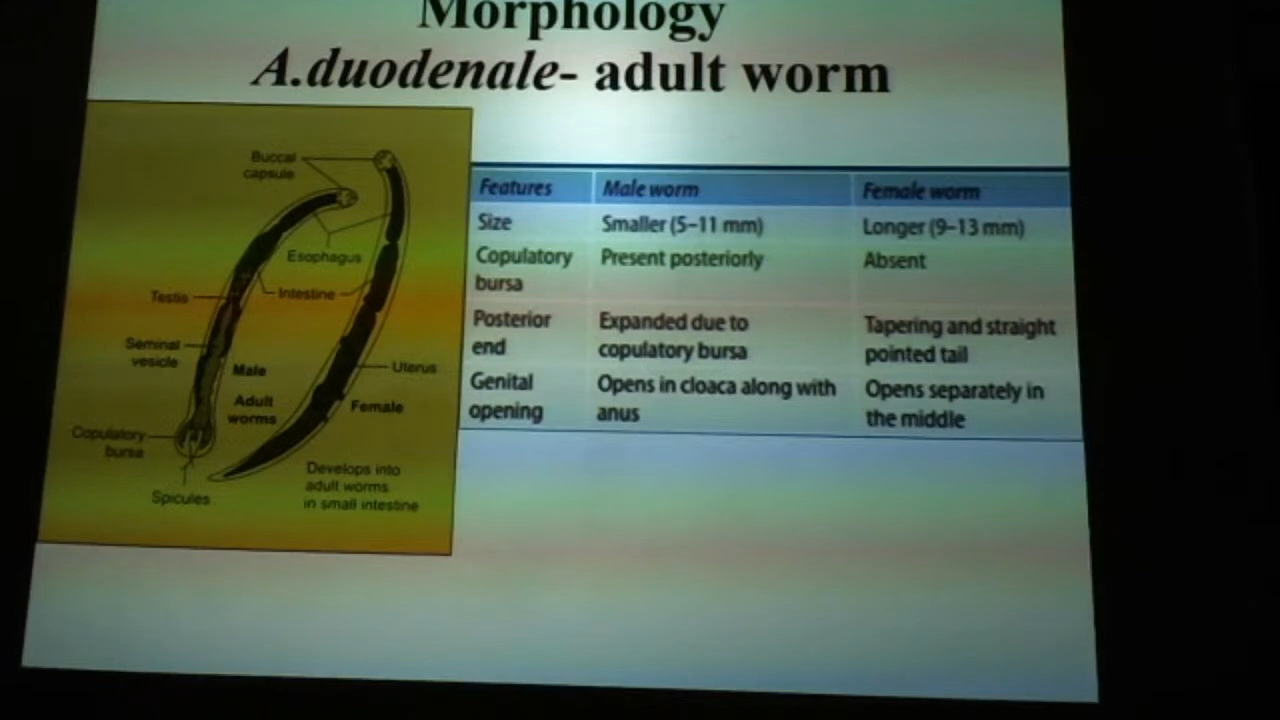 Morphology
A.duodenale- adult worm
Buccal
capsule
Esophagus
Intestine
Testis
Seminal
vesicle
Male
Adult
worms
Uterus
Female
Copulatory
bursa
Spicules
Develops into
adult worms
in small intestine
Features Male worm Female worm
Size Smaller (5–11 mm) Longer (9–13 mm)
Copulatory Present posteriorly Absent
bursa
Posterior Expanded due to Tapering and straight
end copulatory bursa pointed tail
Genital Opens in cloaca along with Opens separately in
opening anus the middle